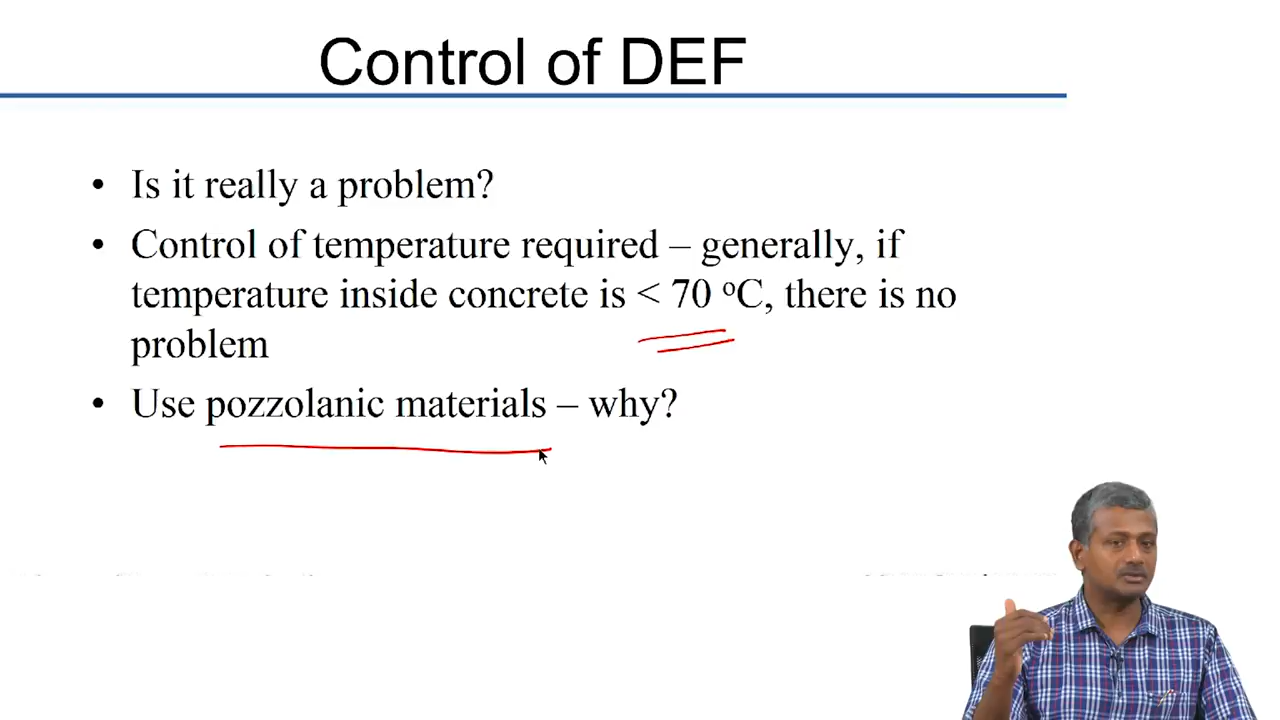 Control of DEF
• Is it really a problem?
• Control of temperature required – generally, if
temperature inside concrete is < 70 ºC, there is no
problem
• Use pozzolanic materials – why?